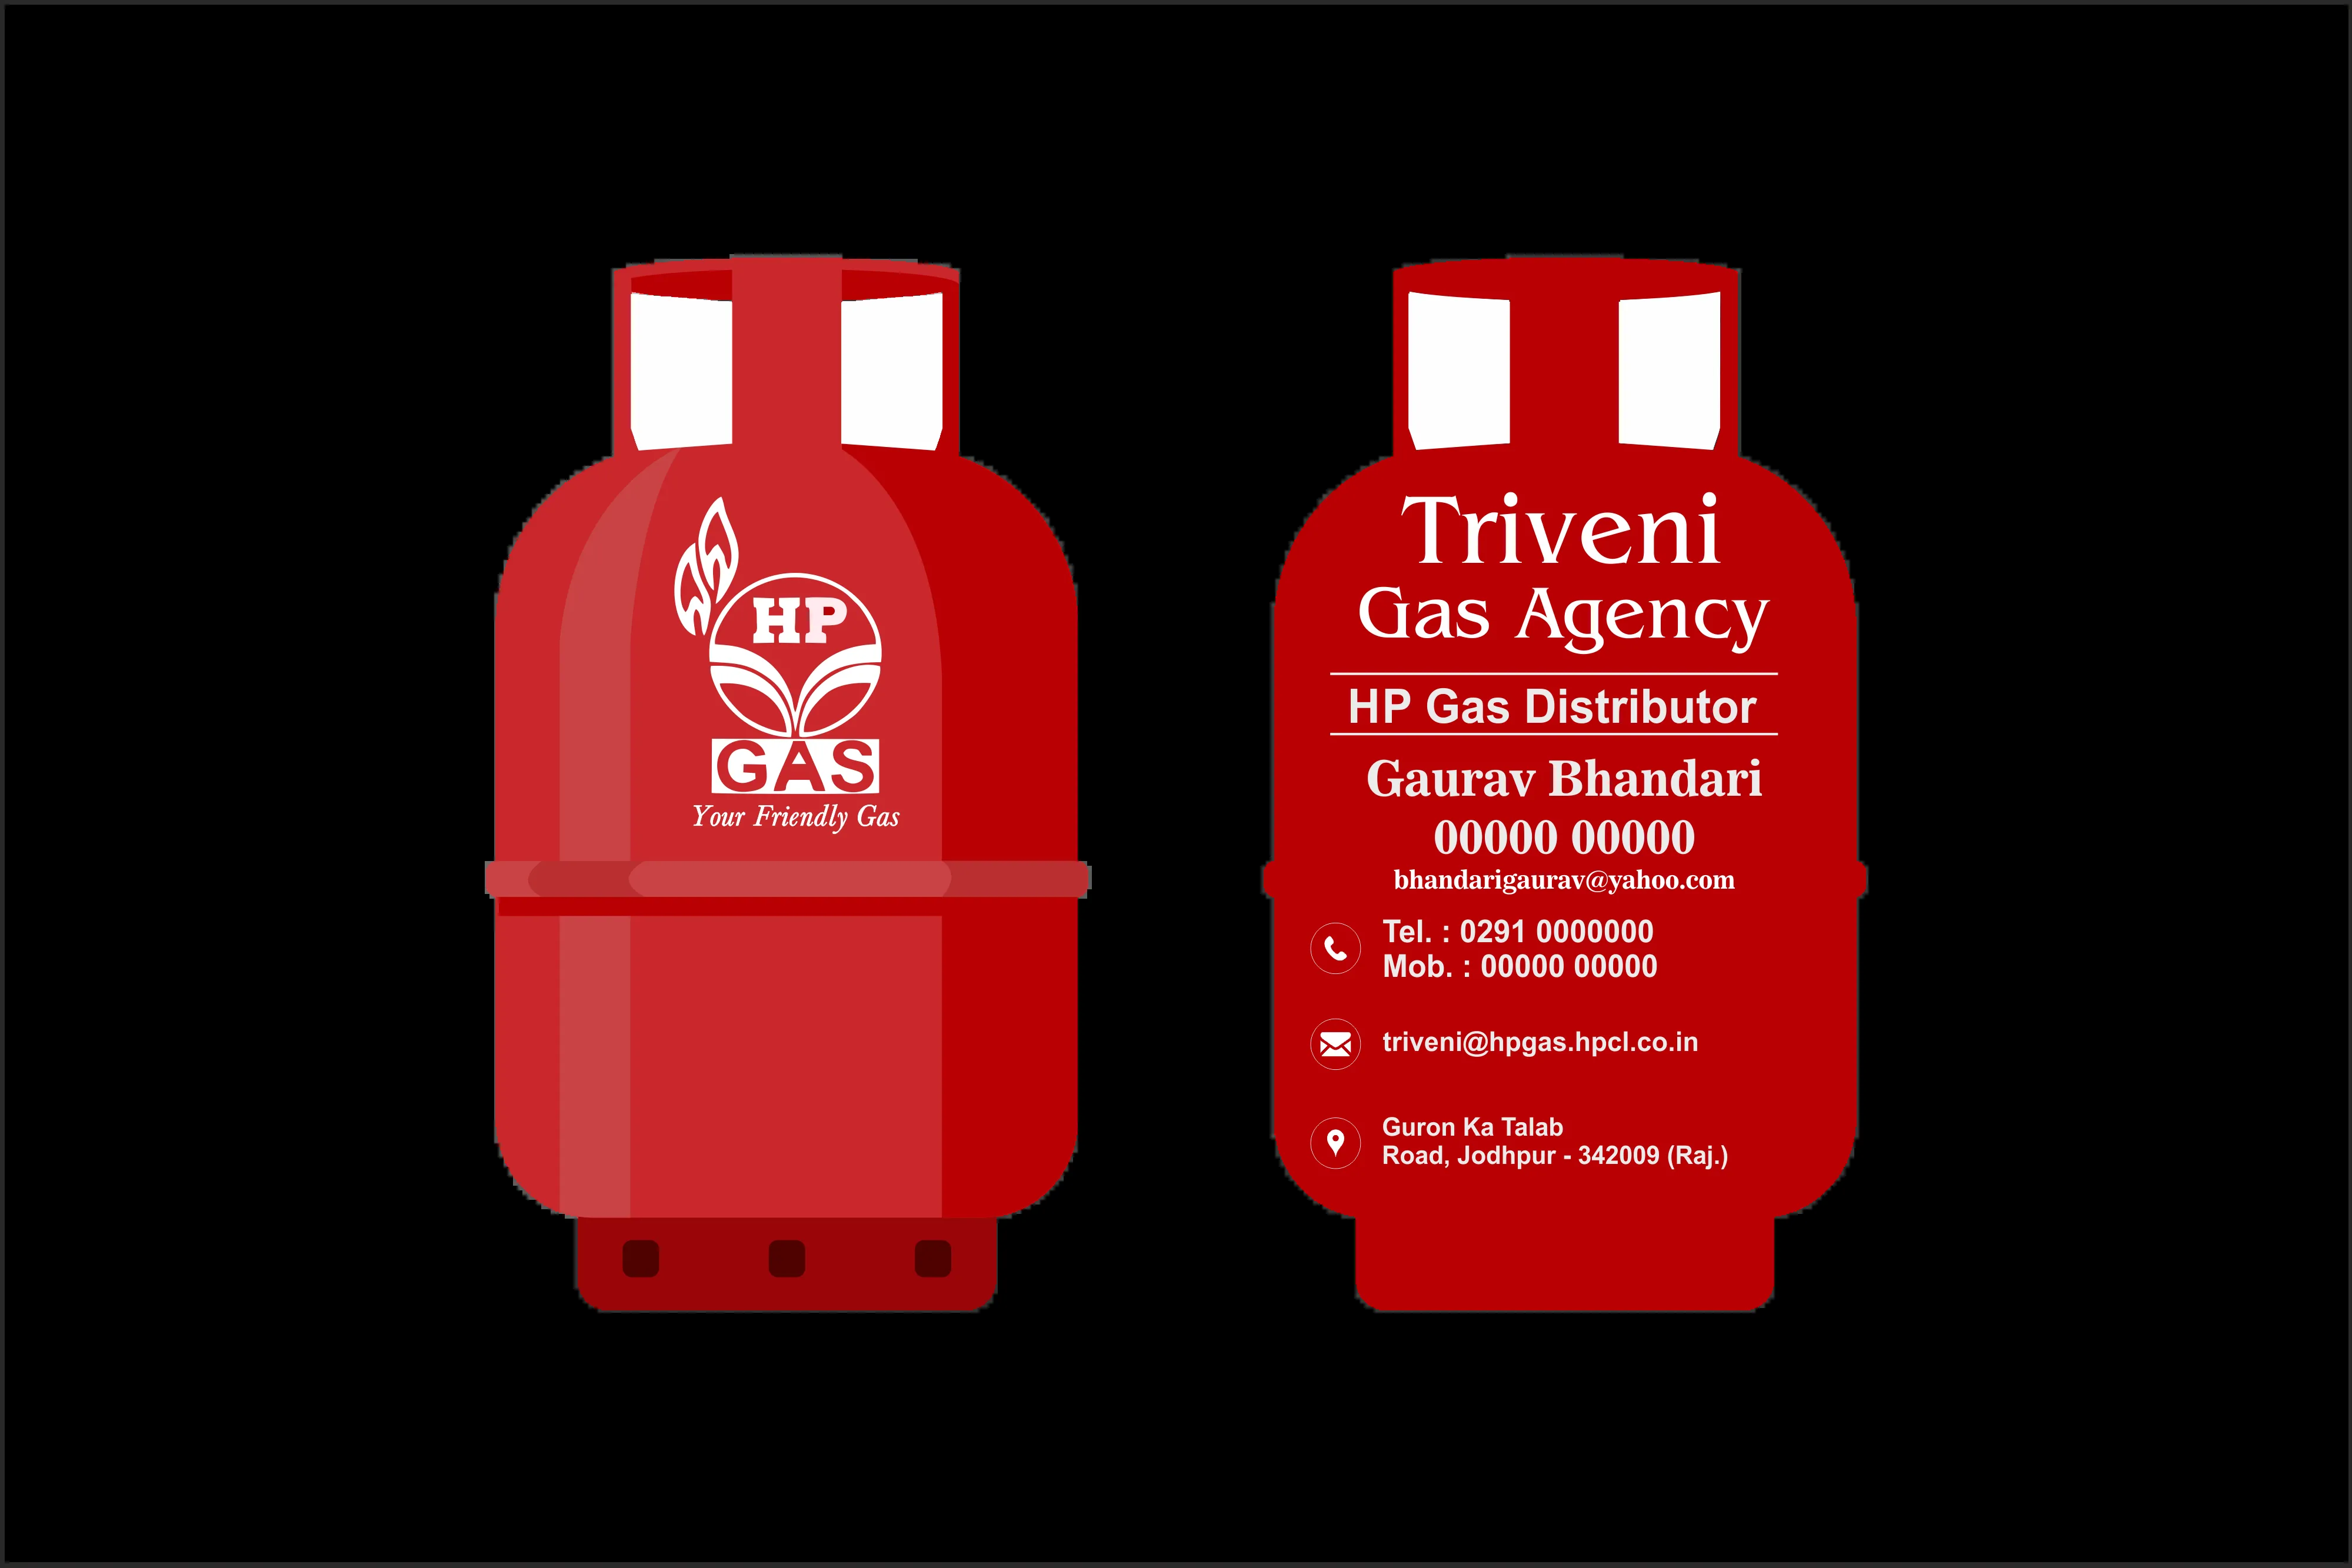 HP
GAS
Your Friendly Gas
Triveni
Gas Agency
HP Gas Distributor
Gaurav Bhandari
00000 00000
bhandarigaurav@yahoo.com
Tel. : 0291 0000000
Mob. : 00000 00000
triveni@hpgas.hpcl.co.in
Guron Ka Talab
Road, Jodhpur - 342009 (Raj.)